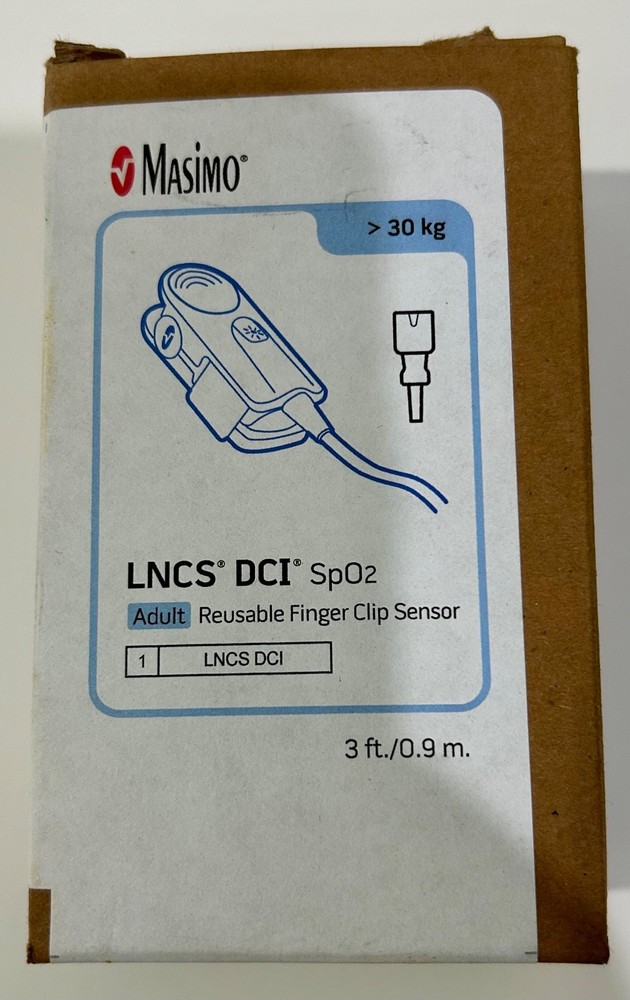 MASiMO®
> 30 kg
LNCS® DCI® SpO2
Adult Reusable Finger Clip Sensor
1 LNCS DCI
3 ft./0.9 m.